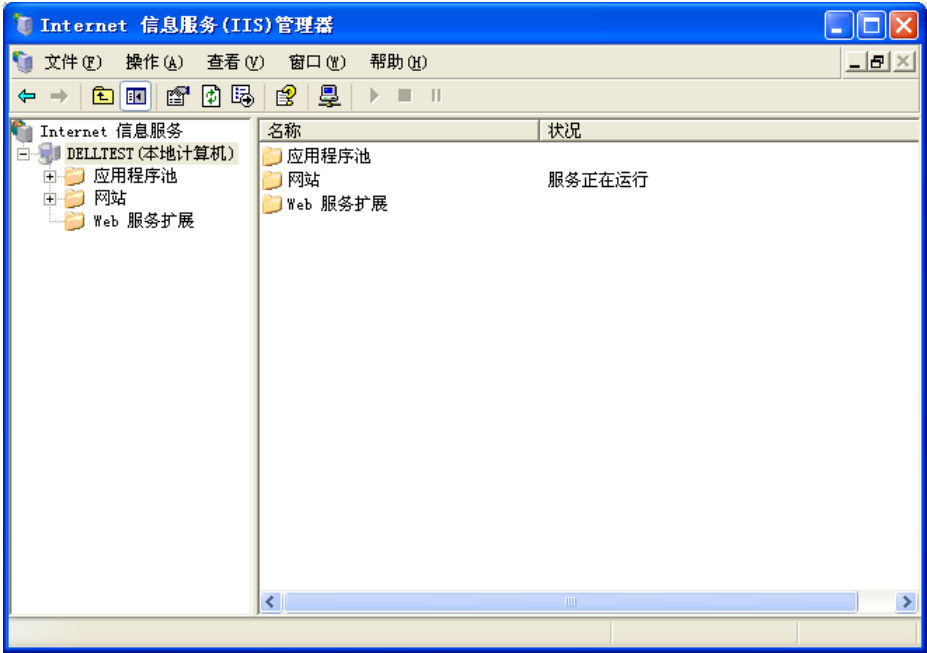 Internet 信息服务(IIS)管理器
文件(F) 操作(A) 查看(V) 窗口(W) 帮助(H)
Internet 信息服务
DELLTEST(本地计算机)
应用程序池
网站
Web 服务扩展
名称 状况
应用程序池
网站 服务正在运行
Web 服务扩展